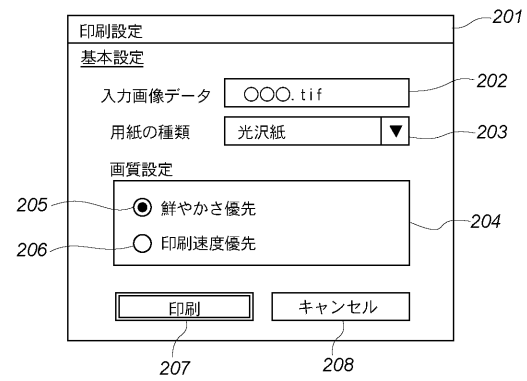 印刷設定
201
基本設定
入力画像データ ○○○.tif
202
用紙の種類 光沢紙 ▼
203
画質設定
205 鮮やかさ優先
204
206 印刷速度優先
印刷 キャンセル
207 208